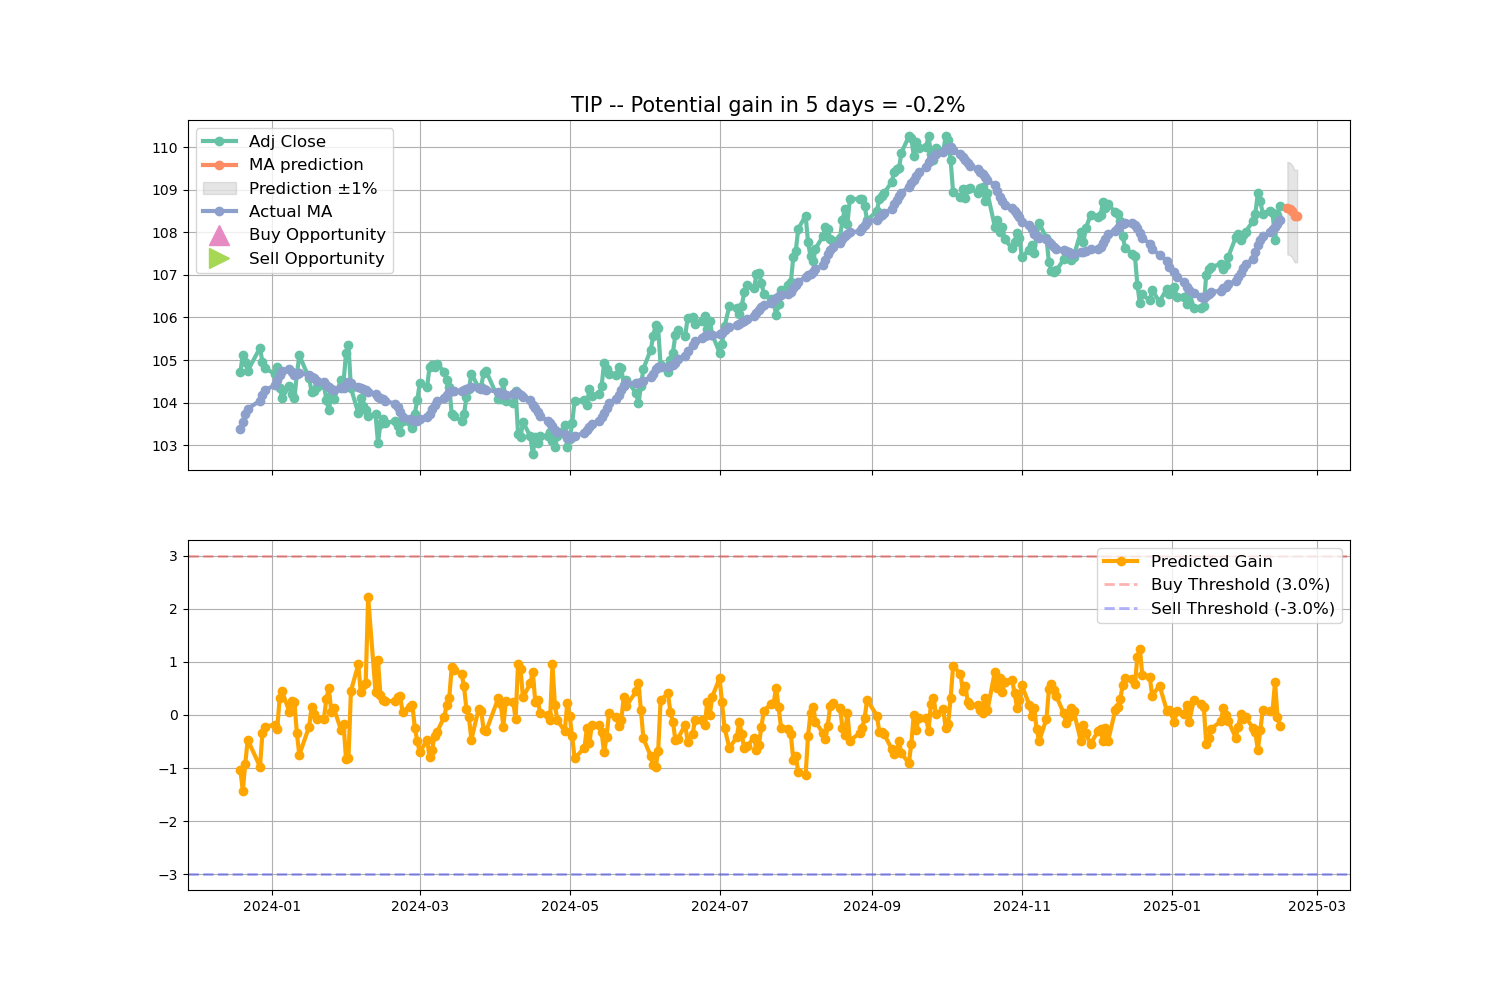 TIP -- Potential gain in 5 days = -0.2%
Adj Close
MA prediction
Prediction ±1%
Actual MA
Buy Opportunity
Sell Opportunity
110
109
108
107
106
105
104
103
Predicted Gain
Buy Threshold (3.0%)
Sell Threshold (-3.0%)
3
2
1
0
−1
−2
−3
2024-01 2024-03 2024-05 2024-07 2024-09 2024-11 2025-01 2025-03